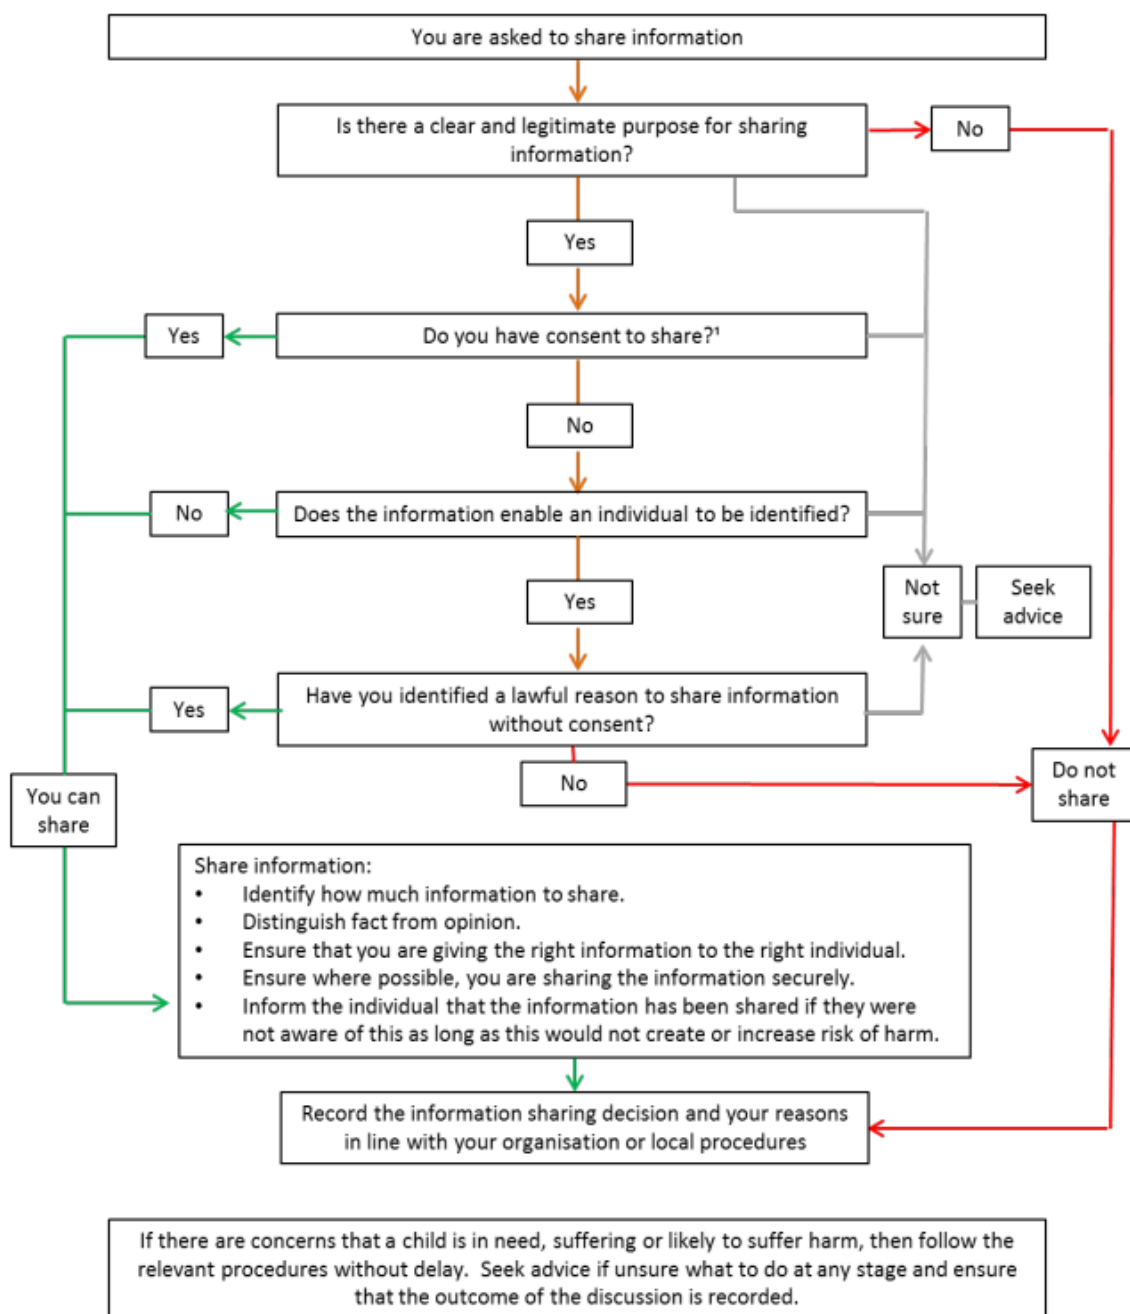 You are asked to share information
Is there a clear and legitimate purpose for sharing
information?
No
Yes
Yes
Do you have consent to share?¹
No
No
Does the information enable an individual to be identified?
Yes
Not
sure
Seek
advice
Yes
Have you identified a lawful reason to share information
without consent?
No
Do not
share
You can
share
Share information:
• Identify how much information to share.
• Distinguish fact from opinion.
• Ensure that you are giving the right information to the right individual.
• Ensure where possible, you are sharing the information securely.
• Inform the individual that the information has been shared if they were
not aware of this as long as this would not create or increase risk of harm.
Record the information sharing decision and your reasons
in line with your organisation or local procedures
If there are concerns that a child is in need, suffering or likely to suffer harm, then follow the
relevant procedures without delay.  Seek advice if unsure what to do at any stage and ensure
that the outcome of the discussion is recorded.